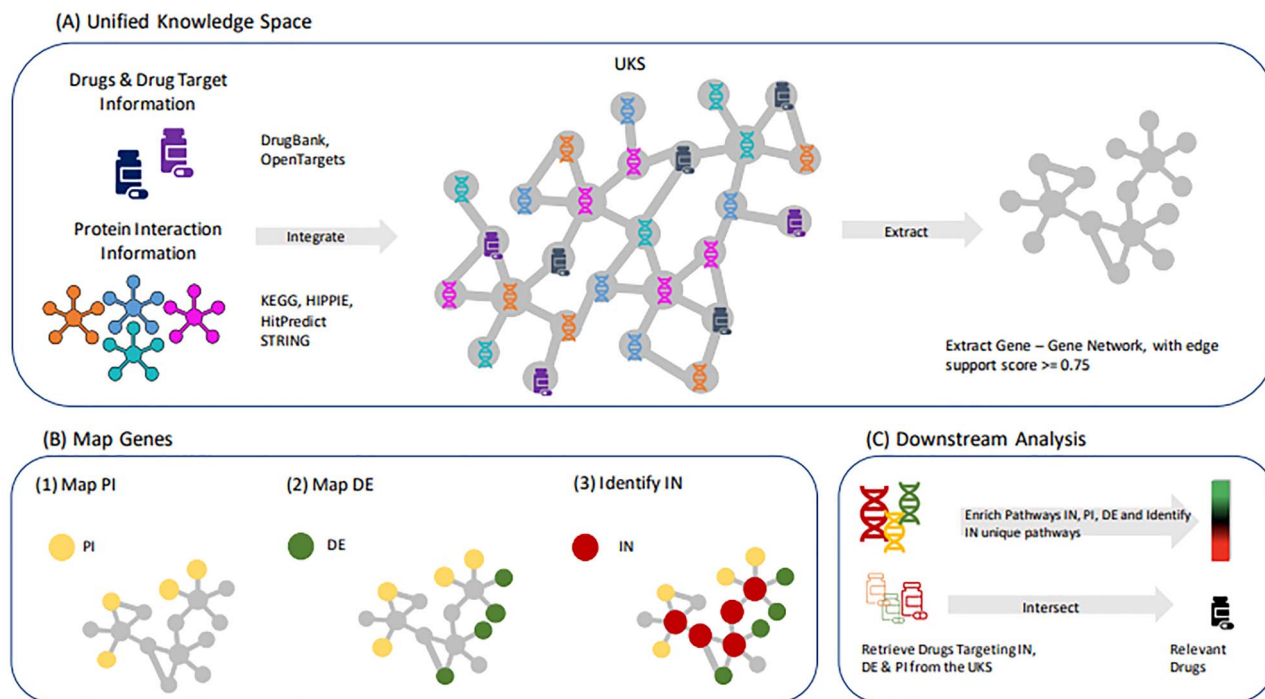 (A) Unified Knowledge Space
Drugs & Drug Target
Information
DrugBank,
OpenTargets
Protein Interaction
Information
KEGG, HIPPIE,
HitPredict
STRING
Integrate
UKS
Extract
Extract Gene – Gene Network, with edge
support score >= 0.75
(B) Map Genes
(1) Map PI
PI
(2) Map DE
DE
(3) Identify IN
IN
(C) Downstream Analysis
Enrich Pathways IN, PI, DE and Identify
IN unique pathways
Intersect
Retrieve Drugs Targeting IN,
DE & PI from the UKS
Relevant
Drugs